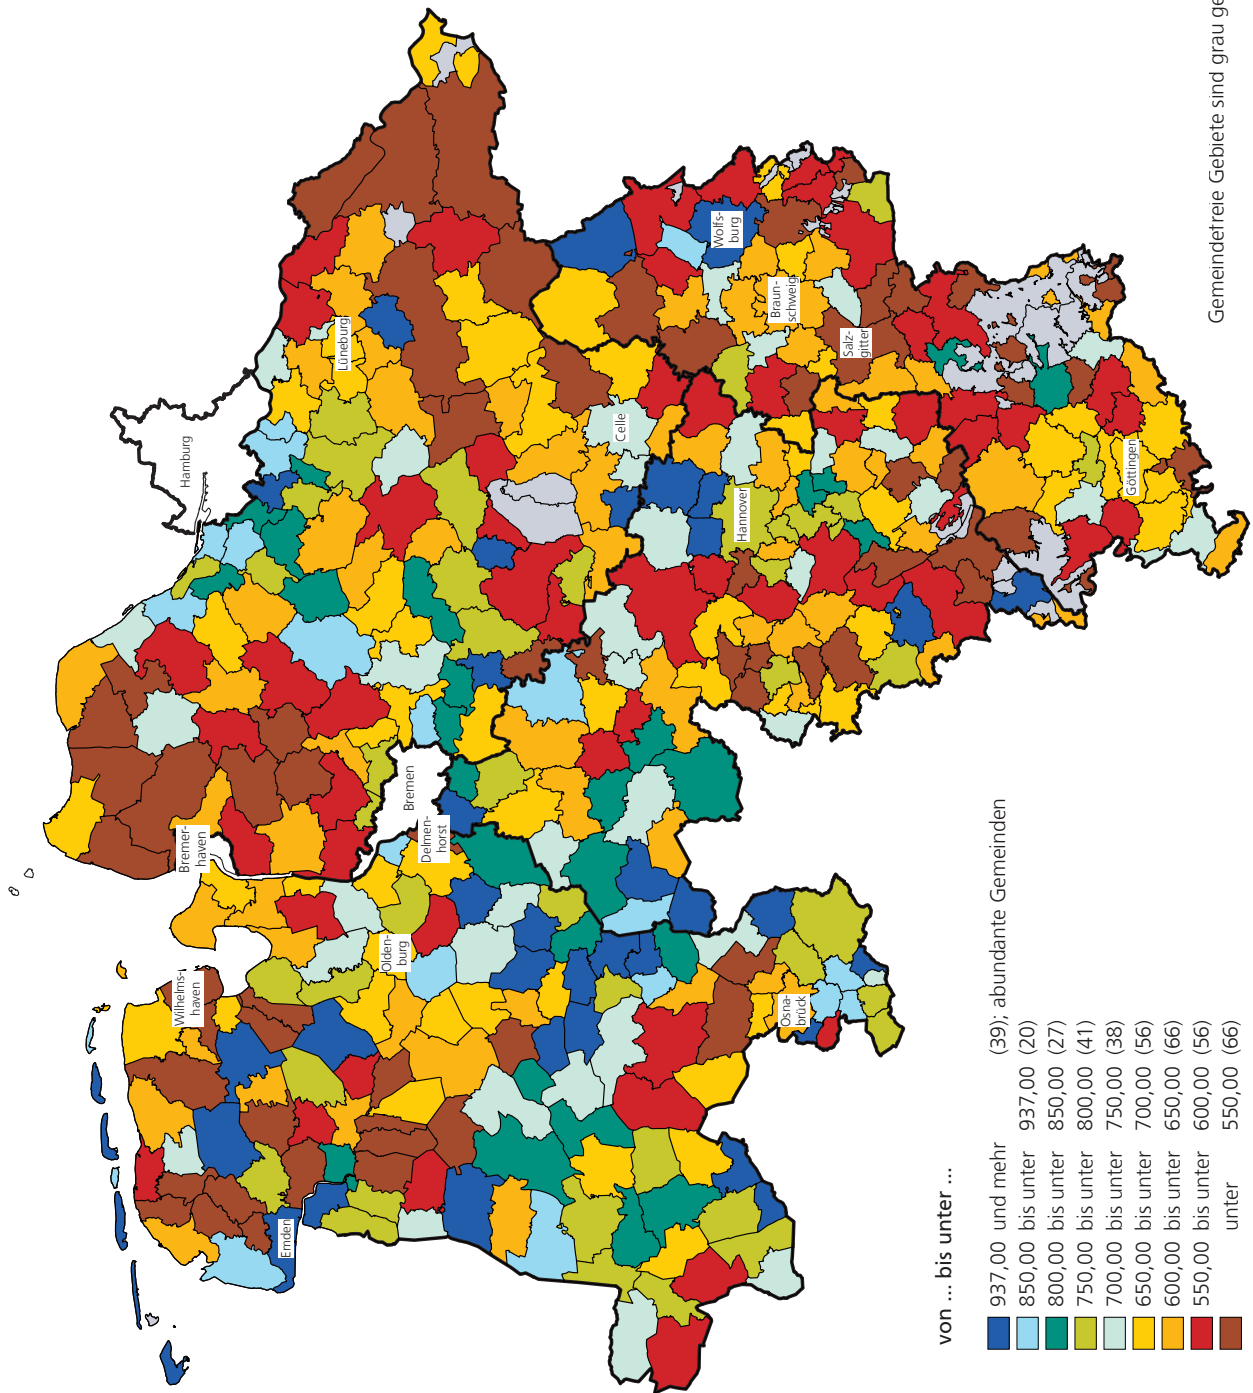 Hamburg
Bremer-
haven
Wilhelms-
haven
Lüneburg
Emden
Olden-
burg
Bremen
Delmen-
horst
Celle
Wolfs-
burg
Hannover
Braun-
schweig
Osna-
brück
Salz-
gitter
Göttingen
von ... bis unter ...
937,00 und mehr (39); abundante Gemeinden
850,00 bis unter 937,00 (20)
800,00 bis unter 850,00 (27)
750,00 bis unter 800,00 (41)
700,00 bis unter 750,00 (38)
650,00 bis unter 700,00 (56)
600,00 bis unter 650,00 (66)
550,00 bis unter 600,00 (56)
unter 550,00 (66)
Gemeindefreie Gebiete sind grau ge